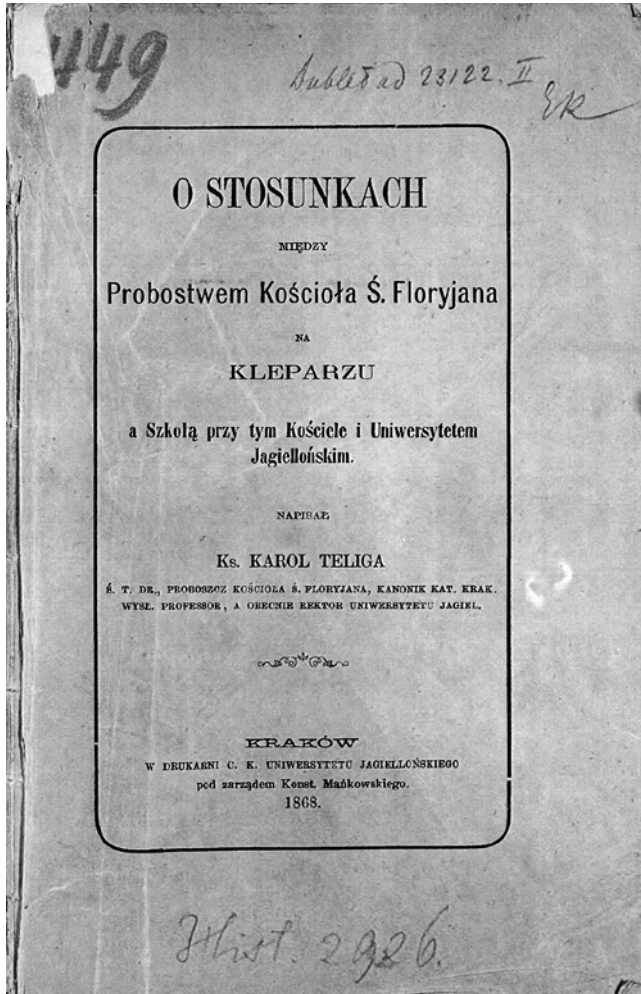 449
Dublet ad 23122. II
EK
O STOSUNKACH
MIĘDZY
Probostwem Kościoła Ś. Floryjana
NA
KLEPARZU
a Szkołą przy tym Kościele i Uniwersytetem
Jagiellońskim.
NAPISAŁ
Ks. KAROL TELIGA
Ś. T. DR., PROBOSZCZ KOŚCIOŁA Ś. FLORYJANA, KANONIK KAT. KRAK.
WYSŁ. PROFESSOR, A OBECNIE REKTOR UNIWERSYTETU JAGIEL.
KRAKÓW
W DRUKARNI C. K. UNIWERSYTETU JAGIELLOŃSKIEGO
pod zarządem Konst. Mańkowskiego.
1868.
Hist. 2926.